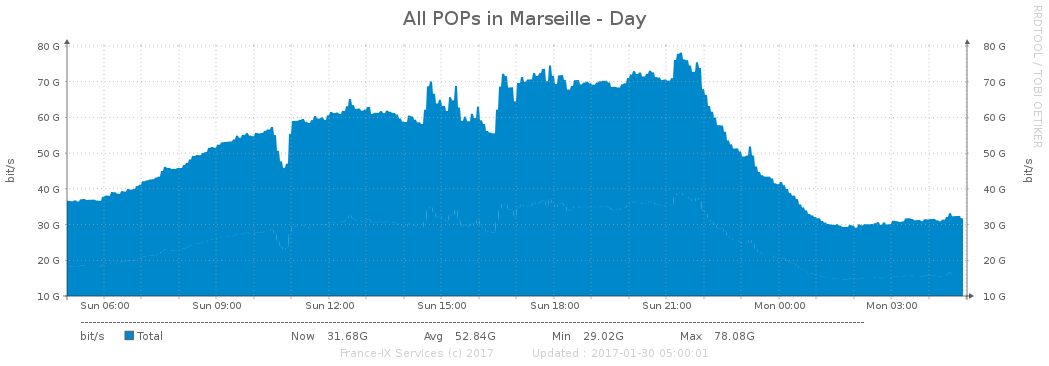 All POPs in Marseille - Day
RRDTOOL / TOBI OETIKER
bit/s
80 G
70 G
60 G
50 G
40 G
30 G
20 G
10 G
80 G
70 G
60 G
50 G
40 G
30 G
20 G
10 G
bit/s
Sun 06:00 Sun 09:00 Sun 12:00 Sun 15:00 Sun 18:00 Sun 21:00 Mon 00:00 Mon 03:00
bit/s Total Now 31.68G Avg 52.84G Min 29.02G Max 78.08G
France-IX Services (c) 2017 Updated : 2017-01-30 05:00:01